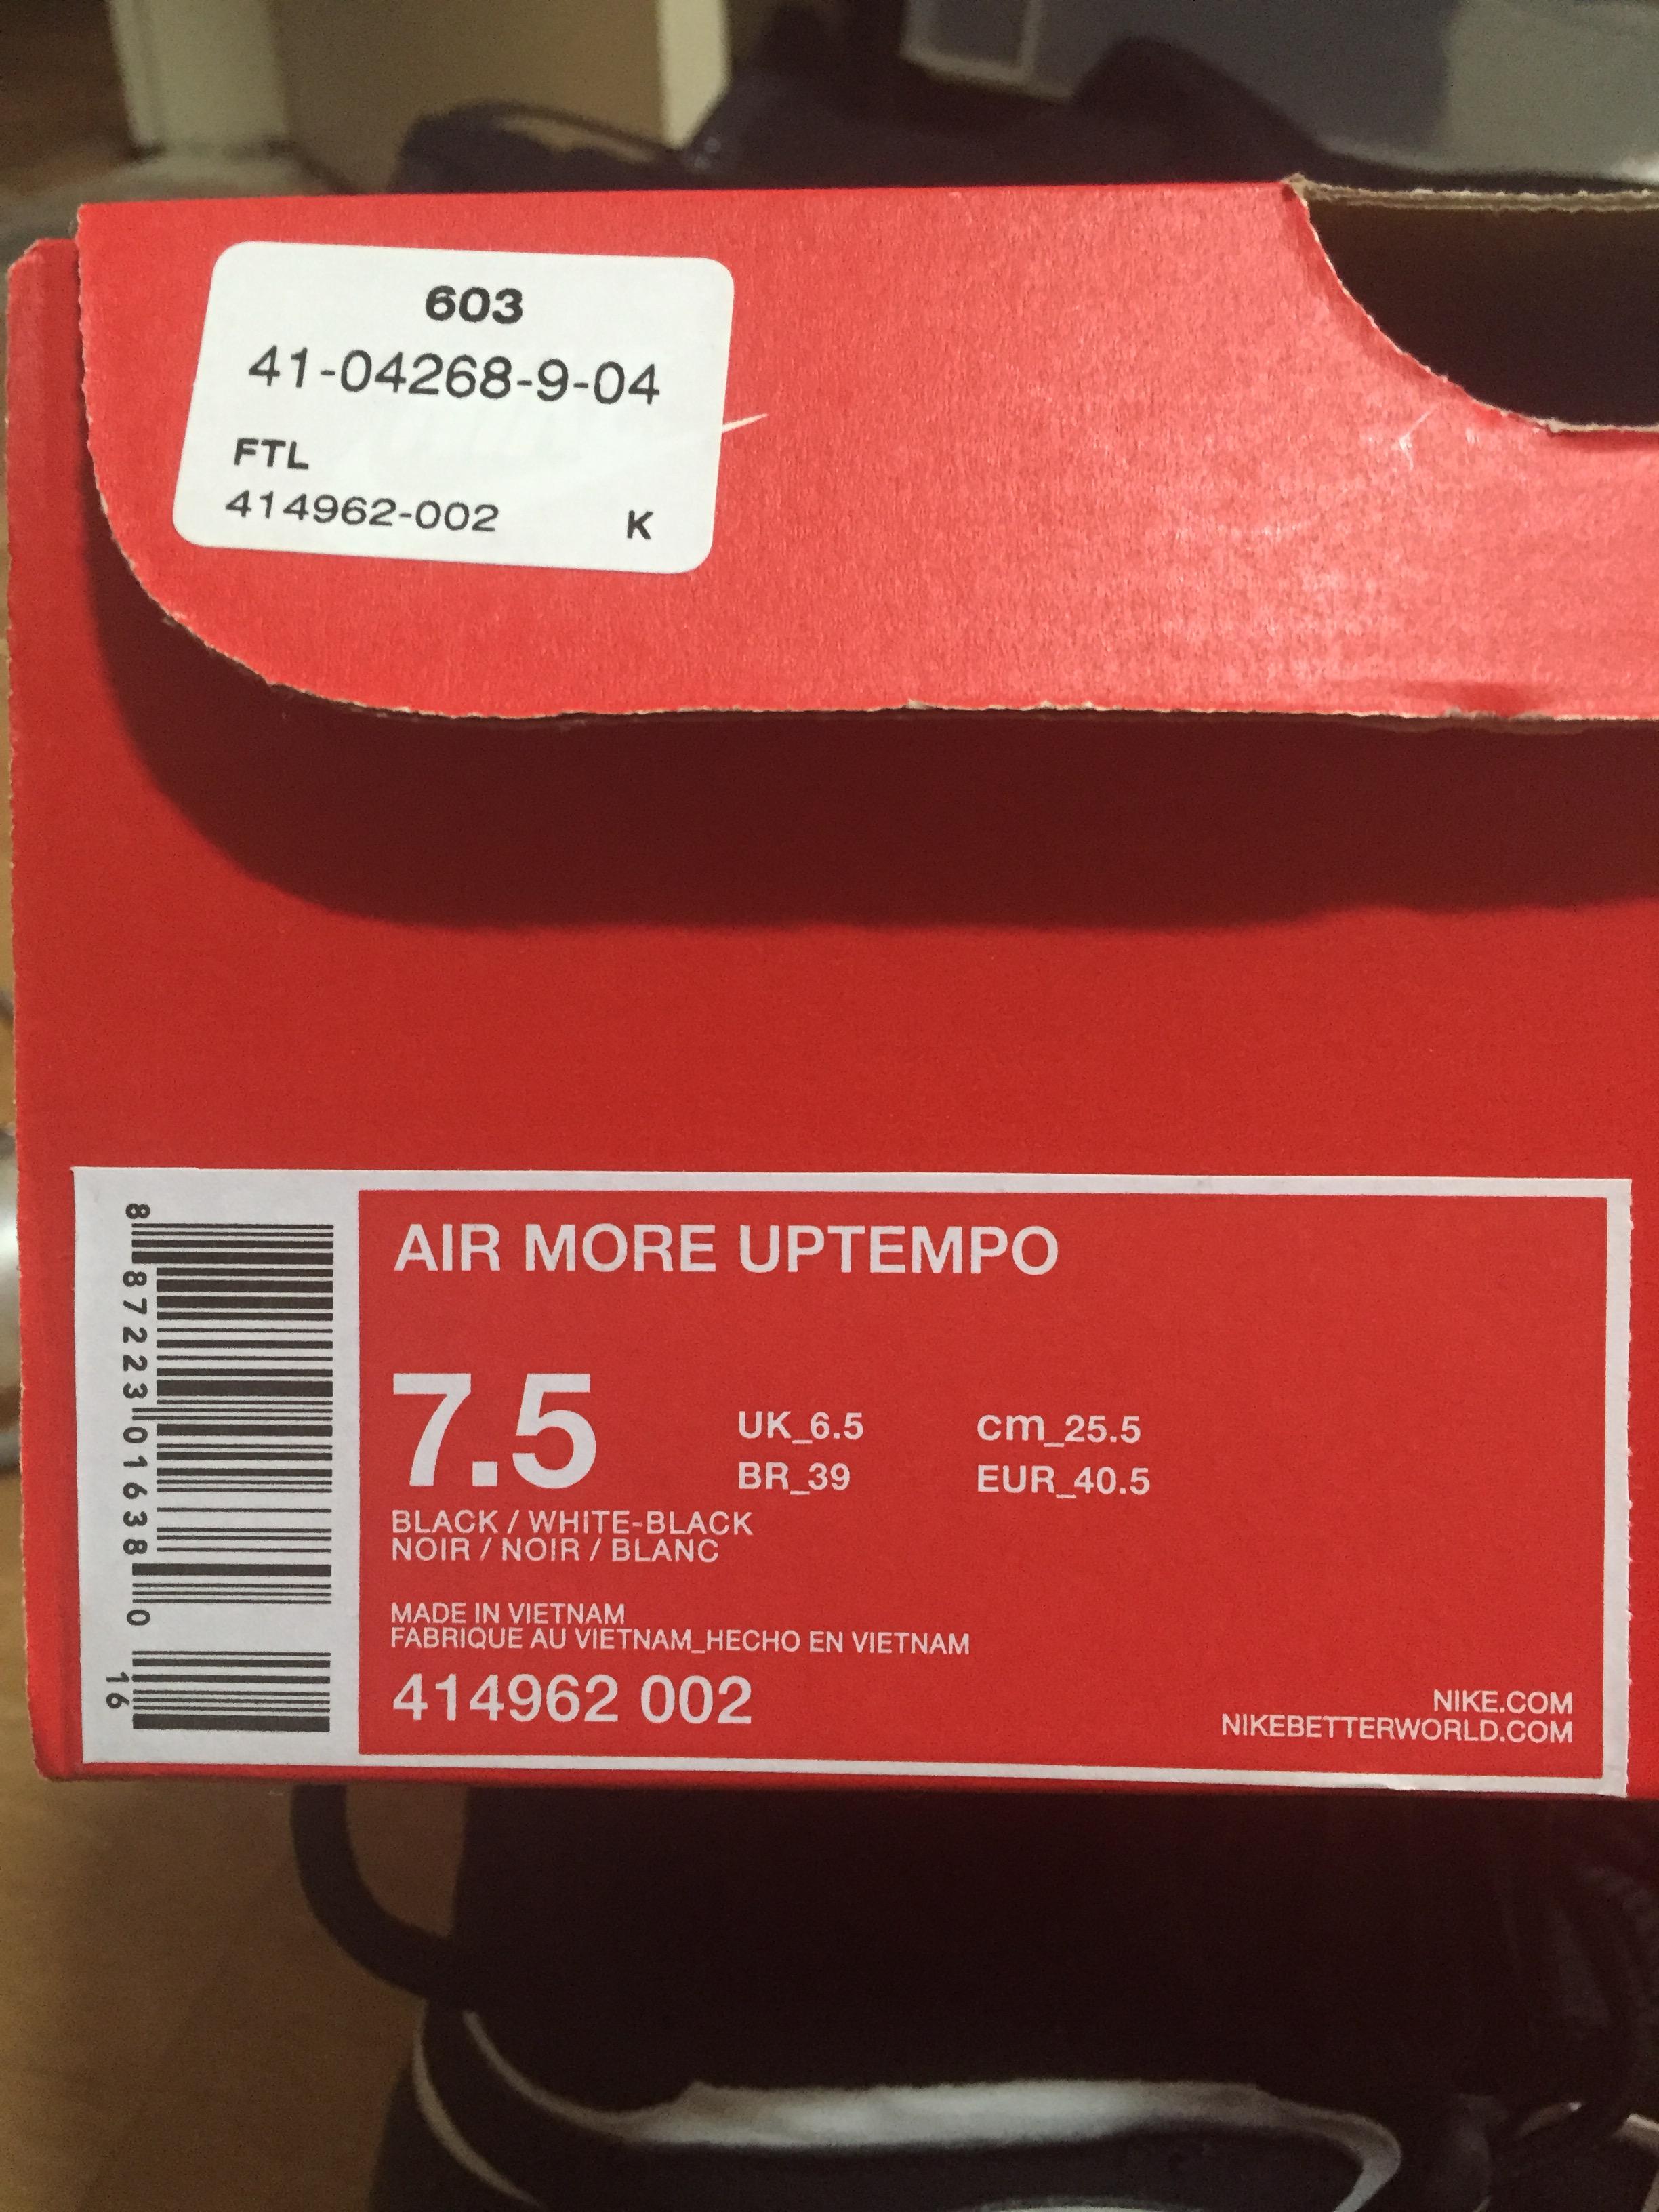 603
41-04268-9-04
FTL
414962-002 K
AIR MORE UPTEMPO
7.5
UK_6.5 cm_25.5
BR_39 EUR_40.5
BLACK / WHITE-BLACK
NOIR / NOIR / BLANC
MADE IN VIETNAM
FABRIQUE AU VIETNAM_HECHO EN VIETNAM
414962 002
NIKE.COM
NIKEBETTERWORLD.COM
8 87223 01638 0
16